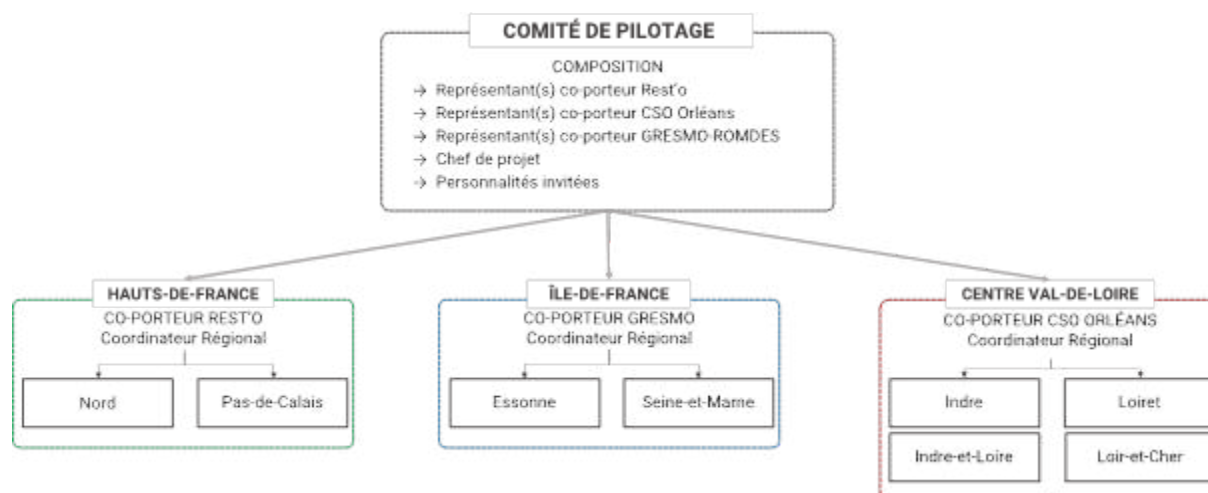 COMITÉ DE PILOTAGE
COMPOSITION
→ Représentant(s) co-porteur Rest'o
→ Représentant(s) co-porteur CSO Orléans
→ Représentant(s) co-porteur GRESMO-ROMDES
→ Chef de projet
→ Personnalités invitées
HAUTS-DE-FRANCE
CO-PORTEUR REST'O
Coordinateur Régional
Nord
Pas-de-Calais
ÎLE-DE-FRANCE
CO-PORTEUR GRESMO
Coordinateur Régional
Essonne
Seine-et-Marne
CENTRE VAL-DE-LOIRE
CO-PORTEUR CSO ORLÉANS
Coordinateur Régional
Indre
Loiret
Indre-et-Loire
Loir-et-Cher